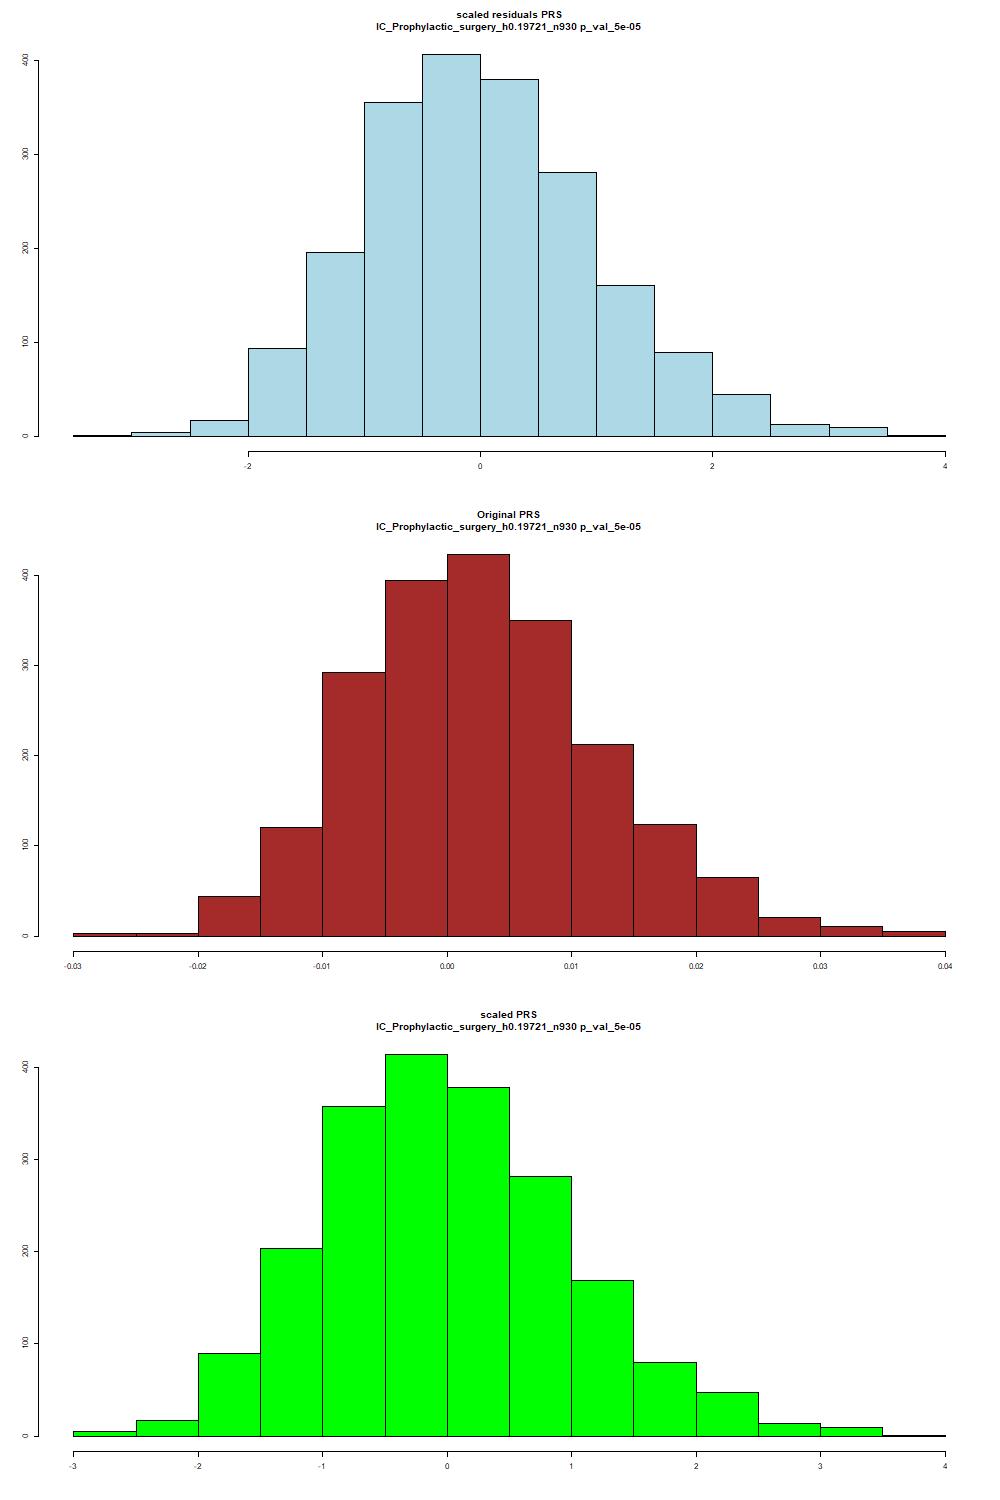 scaled residuals PRS
IC_Prophylactic_surgery_h0.19721_n930 p_val_5e-05
400
300
200
100
0
-2 0 2 4
Original PRS
IC_Prophylactic_surgery_h0.19721_n930 p_val_5e-05
400
300
200
100
0
-0.03 -0.02 -0.01 0.00 0.01 0.02 0.03 0.04
scaled PRS
IC_Prophylactic_surgery_h0.19721_n930 p_val_5e-05
400
300
200
100
0
-3 -2 -1 0 1 2 3 4